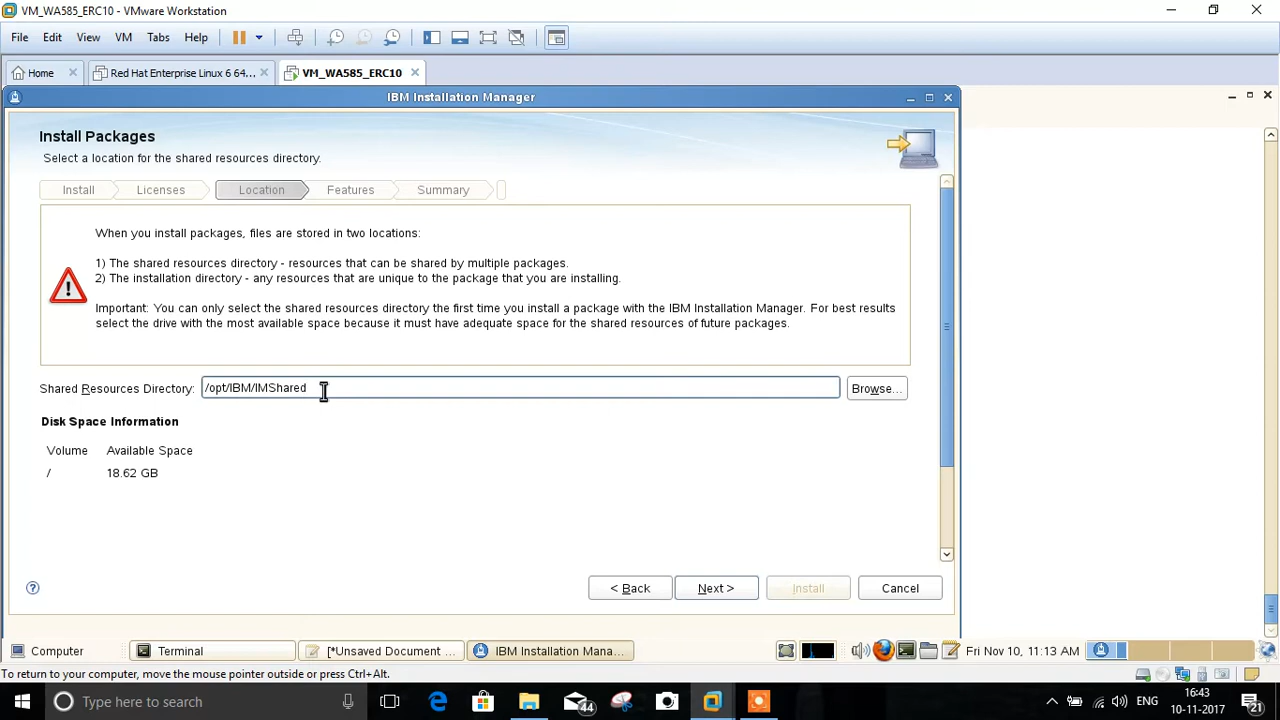 VM_WA585_ERC10 - VMware Workstation
File Edit View VM Tabs Help
Home Red Hat Enterprise Linux 6 64... VM_WA585_ERC10
IBM Installation Manager
Install Packages
Select a location for the shared resources directory.
Install Licenses Location Features Summary
When you install packages, files are stored in two locations:
1) The shared resources directory - resources that can be shared by multiple packages.
2) The installation directory - any resources that are unique to the package that you are installing.
Important: You can only select the shared resources directory the first time you install a package with the IBM Installation Manager. For best results
select the drive with the most available space because it must have adequate space for the shared resources of future packages.
Shared Resources Directory: /opt/IBM/IMShared Browse...
Disk Space Information
Volume Available Space
/ 18.62 GB
? < Back Next > Install Cancel
Computer Terminal [*Unsaved Document ... IBM Installation Mana... Fri Nov 10, 11:13 AM
To return to your computer, move the mouse pointer outside or press Ctrl+Alt.
Type here to search 44 ENG 16:43
10-11-2017 21